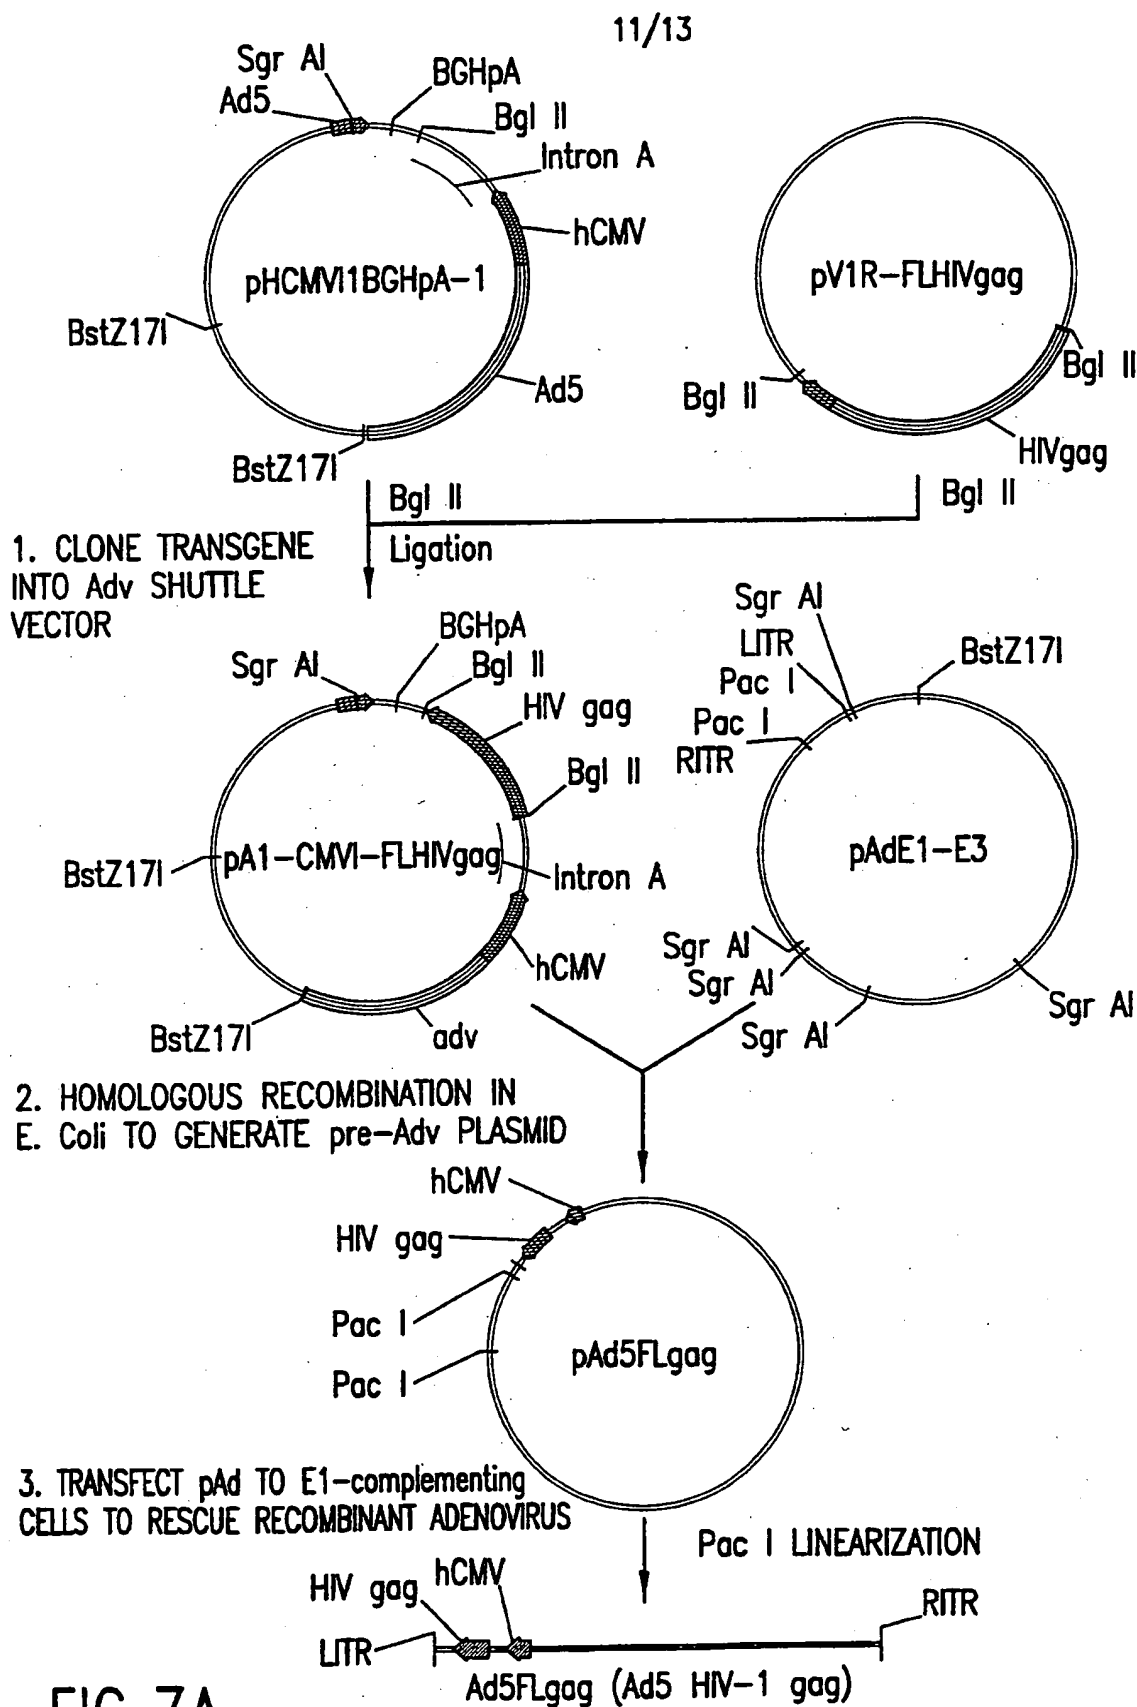 11/13
Sgr AI
BGHpA
Ad5
Bgl II
Intron A
hCMV
pHCMVI1BGHpA-1
BstZ17I
Ad5
BstZ17I
pV1R-FLHIVgag
Bgl II
Bgl II
HIVgag
Bgl II
Bgl II
Ligation
1. CLONE TRANSGENE
INTO Adv SHUTTLE
VECTOR
BGHpA
Sgr AI
Bgl II
HIV gag
Bgl II
pA1-CMVI-FLHIVgag
BstZ17I
Intron A
hCMV
BstZ17I
adv
Sgr AI
LITR
BstZ17I
Pac I
Pac I
RITR
pAdE1-E3
Sgr AI
Sgr AI
Sgr AI
Sgr AI
2. HOMOLOGOUS RECOMBINATION IN
E. Coli TO GENERATE pre-Adv PLASMID
hCMV
HIV gag
Pac I
Pac I
pAd5FLgag
3. TRANSFECT pAd TO E1-complementing
CELLS TO RESCUE RECOMBINANT ADENOVIRUS
Pac I LINEARIZATION
HIV gag
hCMV
RITR
LITR
Ad5FLgag (Ad5 HIV-1 gag)
FIG. 7A